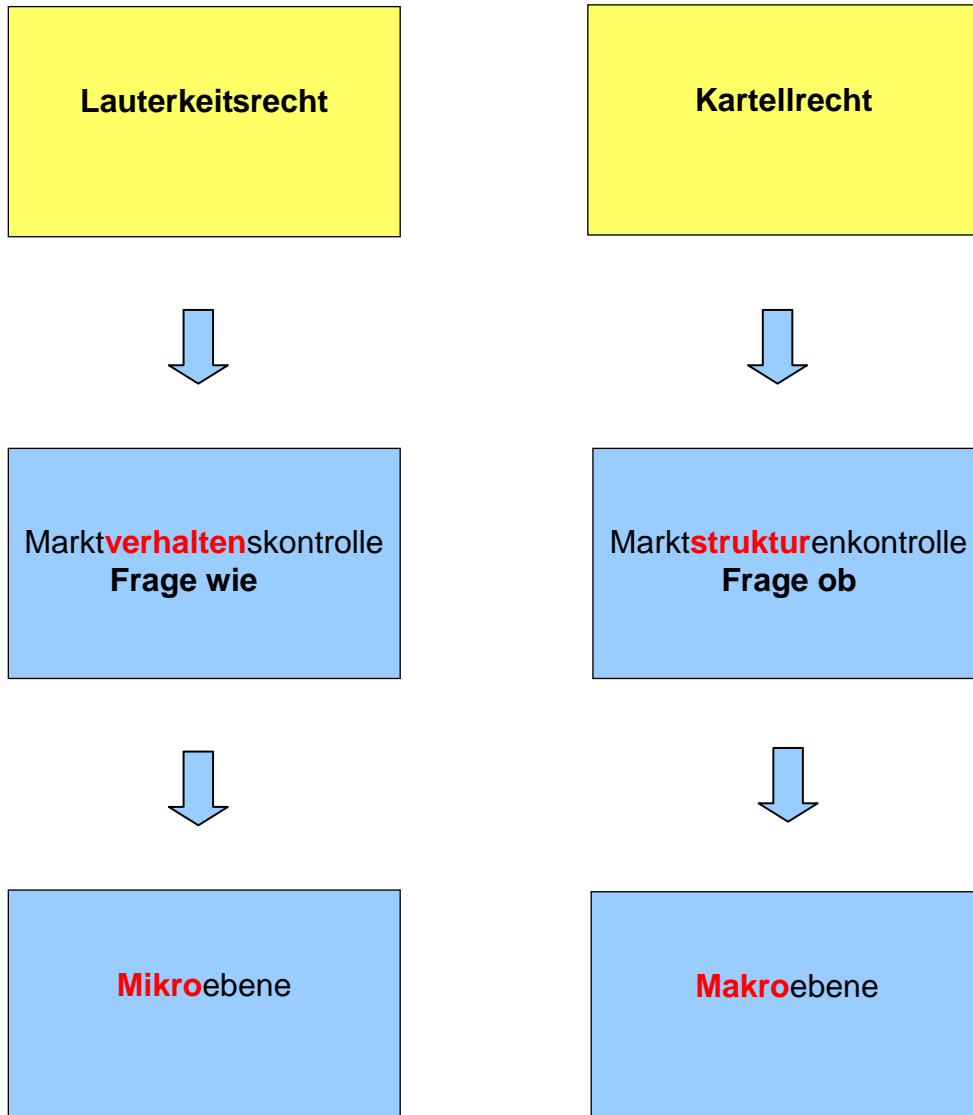 Lauterkeitsrecht
Kartellrecht
Marktverhaltenskontrolle
Frage wie
Marktstrukturenkontrolle
Frage ob
Mikroebene
Makroebene